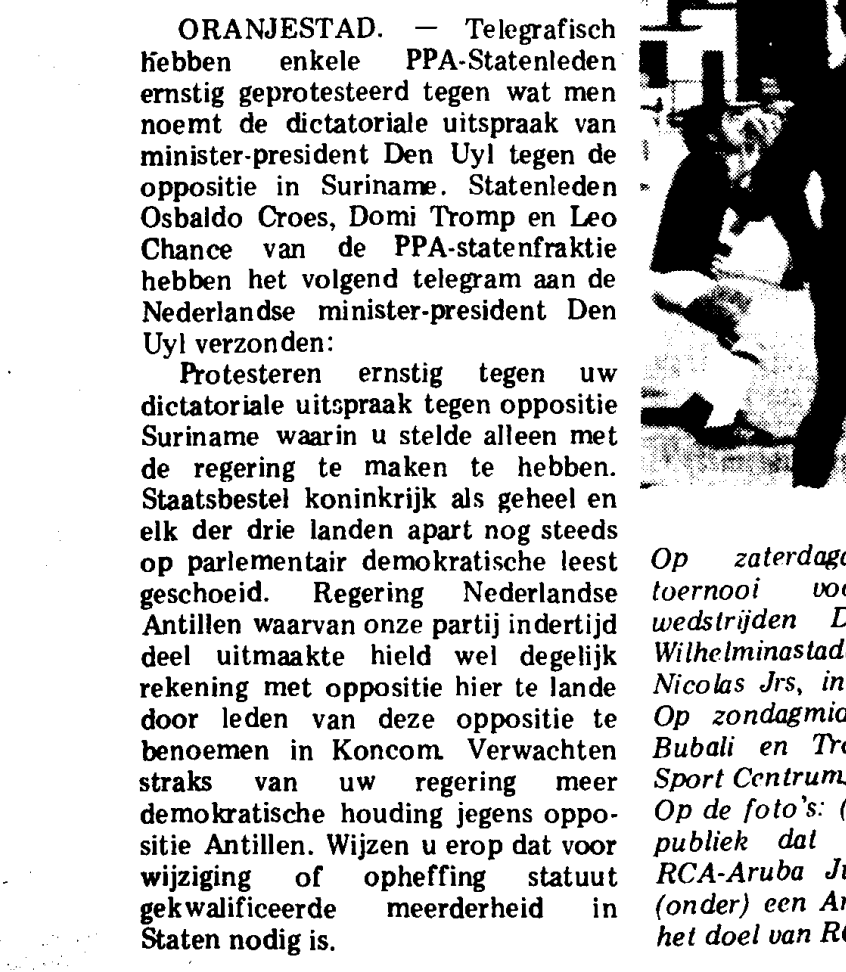 ORANJESTAD. — Telegrafisch
hebben enkele PPA-Statenleden
ernstig geprotesteerd tegen wat men
noemt de dictatoriale uitspraak van
minister-president Den Uyl tegen de
oppositie in Suriname. Statenleden
Osbaldo Croes, Domi Tromp en Leo
Chance van de PPA-statenfraktie
hebben het volgend telegram aan de
Nederlandse minister-president Den
Uyl verzonden:
Protesteren ernstig tegen uw
dictatoriale uitspraak tegen oppositie
Suriname waarin u stelde alleen met
de regering te maken te hebben.
Staatsbestel koninkrijk als geheel en
elk der drie landen apart nog steeds
op parlementair demokratische leest
geschoeid. Regering Nederlandse
Antillen waarvan onze partij indertijd
deel uitmaakte hield wel degelijk
rekening met oppositie hier te lande
door leden van deze oppositie te
benoemen in Koncom. Verwachten
straks van uw regering meer
demokratische houding jegens oppo-
sitie Antillen. Wijzen u erop dat voor
wijziging of opheffing statuut
gekwalificeerde meerderheid in
Staten nodig is.
Op zaterdag
toernooi
wedstrijden
Wilhelminastad
Nicolas Jrs, in
Op zondagmid
Bubali en
Sport Centrum,
Op de foto's: (
publiek dat
RCA-Aruba
(onder) een
het doel van